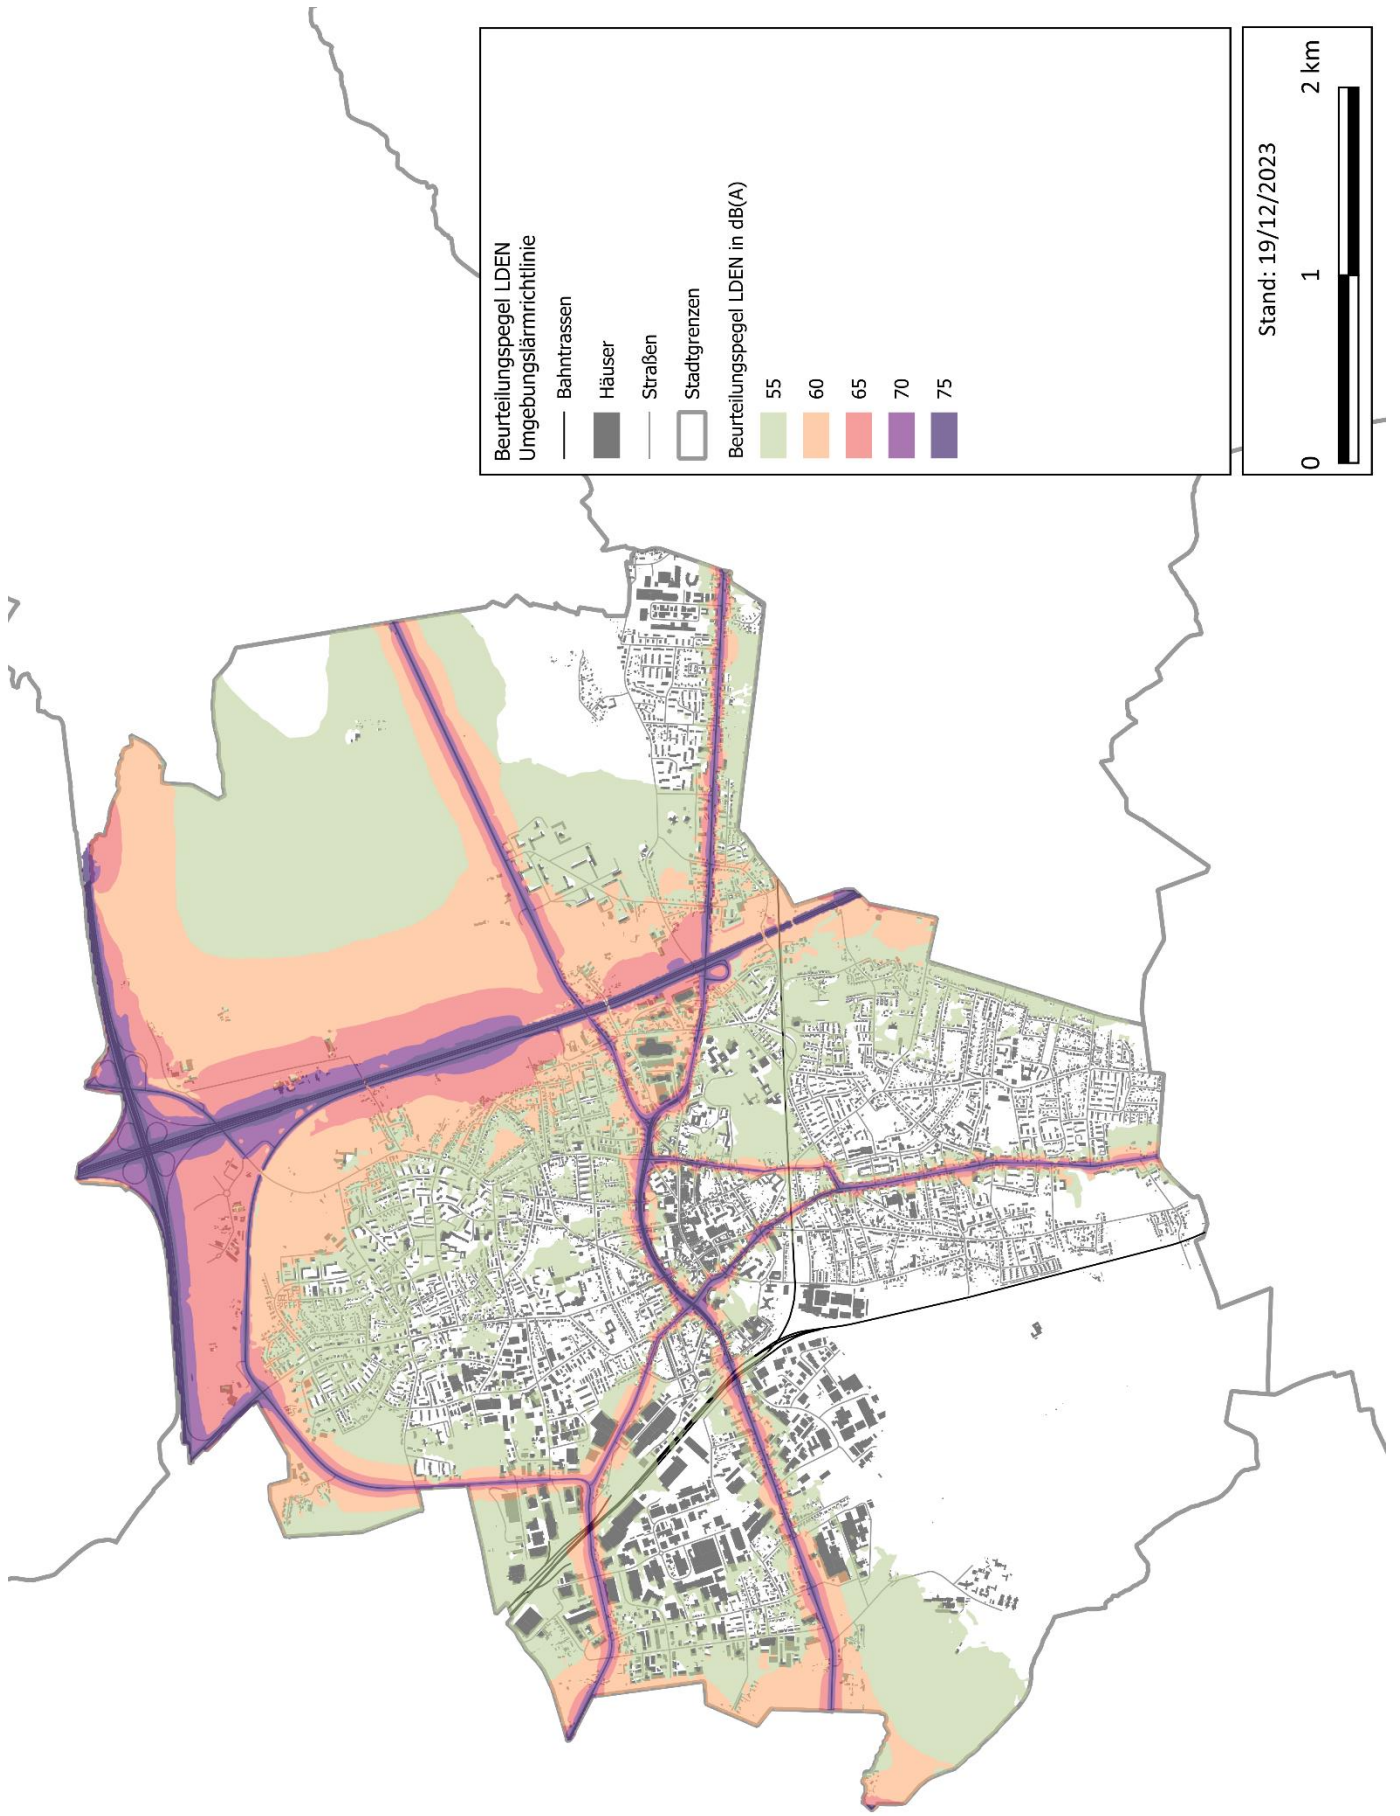 Beurteilungspegel LDEN
Umgebungslärmrichtlinie
Bahntrassen
Häuser
Straßen
Stadtgrenzen
Beurteilungspegel LDEN in dB(A)
55
60
65
70
75
Stand: 19/12/2023
0 1 2 km